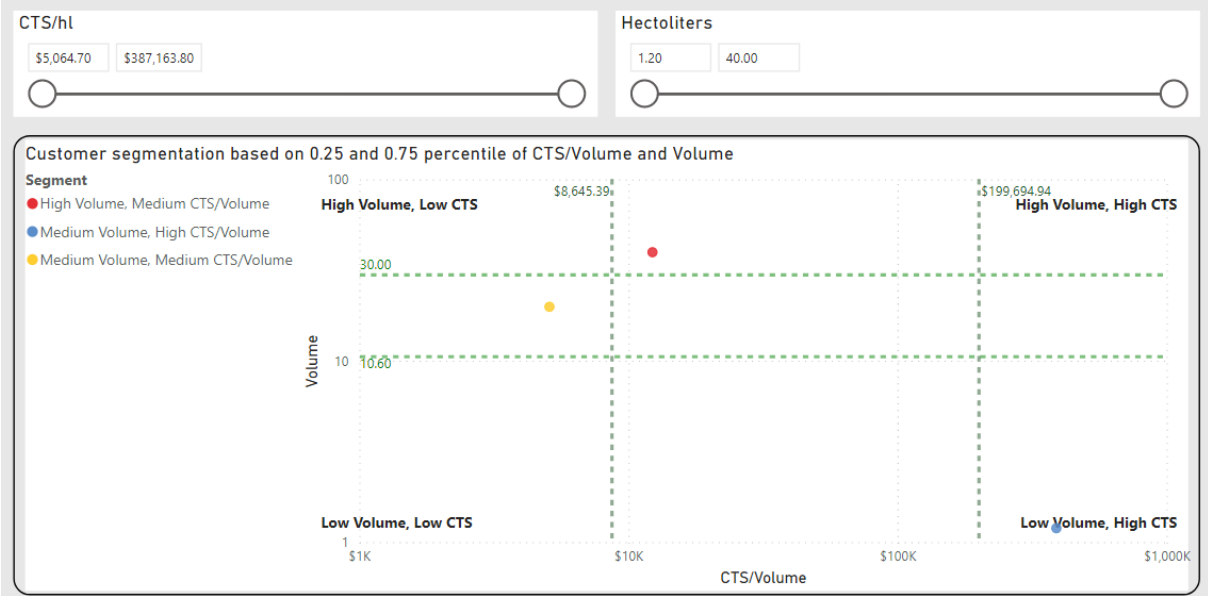 CTS/hl
$5,064.70 $387,163.80
Hectoliters
1.20 40.00
Customer segmentation based on 0.25 and 0.75 percentile of CTS/Volume and Volume
Segment
High Volume, Medium CTS/Volume
Medium Volume, High CTS/Volume
Medium Volume, Medium CTS/Volume
100
$8,645.39
$199,694.94
High Volume, Low CTS
High Volume, High CTS
30.00
Volume
10
10.60
Low Volume, Low CTS
Low Volume, High CTS
1
$1K $10K $100K $1,000K
CTS/Volume